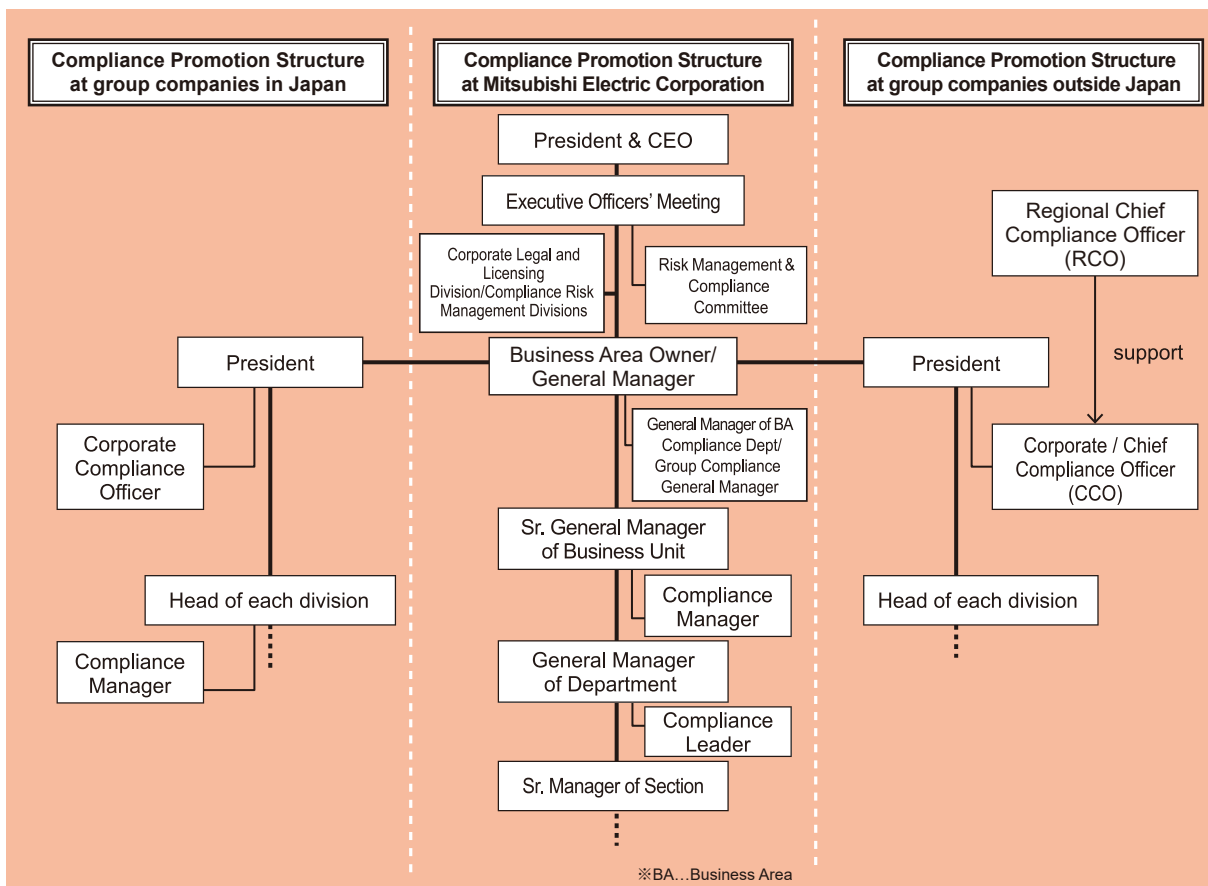 Compliance Promotion Structure
at group companies in Japan
Compliance Promotion Structure
at Mitsubishi Electric Corporation
Compliance Promotion Structure
at group companies outside Japan
President & CEO
Executive Officers' Meeting
Corporate Legal and
Licensing
Division/Compliance Risk
Management Divisions
Risk Management &
Compliance
Committee
Regional Chief
Compliance Officer
(RCO)
President
Business Area Owner/
General Manager
President
support
Corporate
Compliance
Officer
General Manager of BA
Compliance Dept/
Group Compliance
General Manager
Corporate / Chief
Compliance Officer
(CCO)
Sr. General Manager
of Business Unit
Head of each division
Compliance
Manager
Head of each division
Compliance
Manager
General Manager
of Department
Compliance
Leader
Sr. Manager of Section
※BA…Business Area